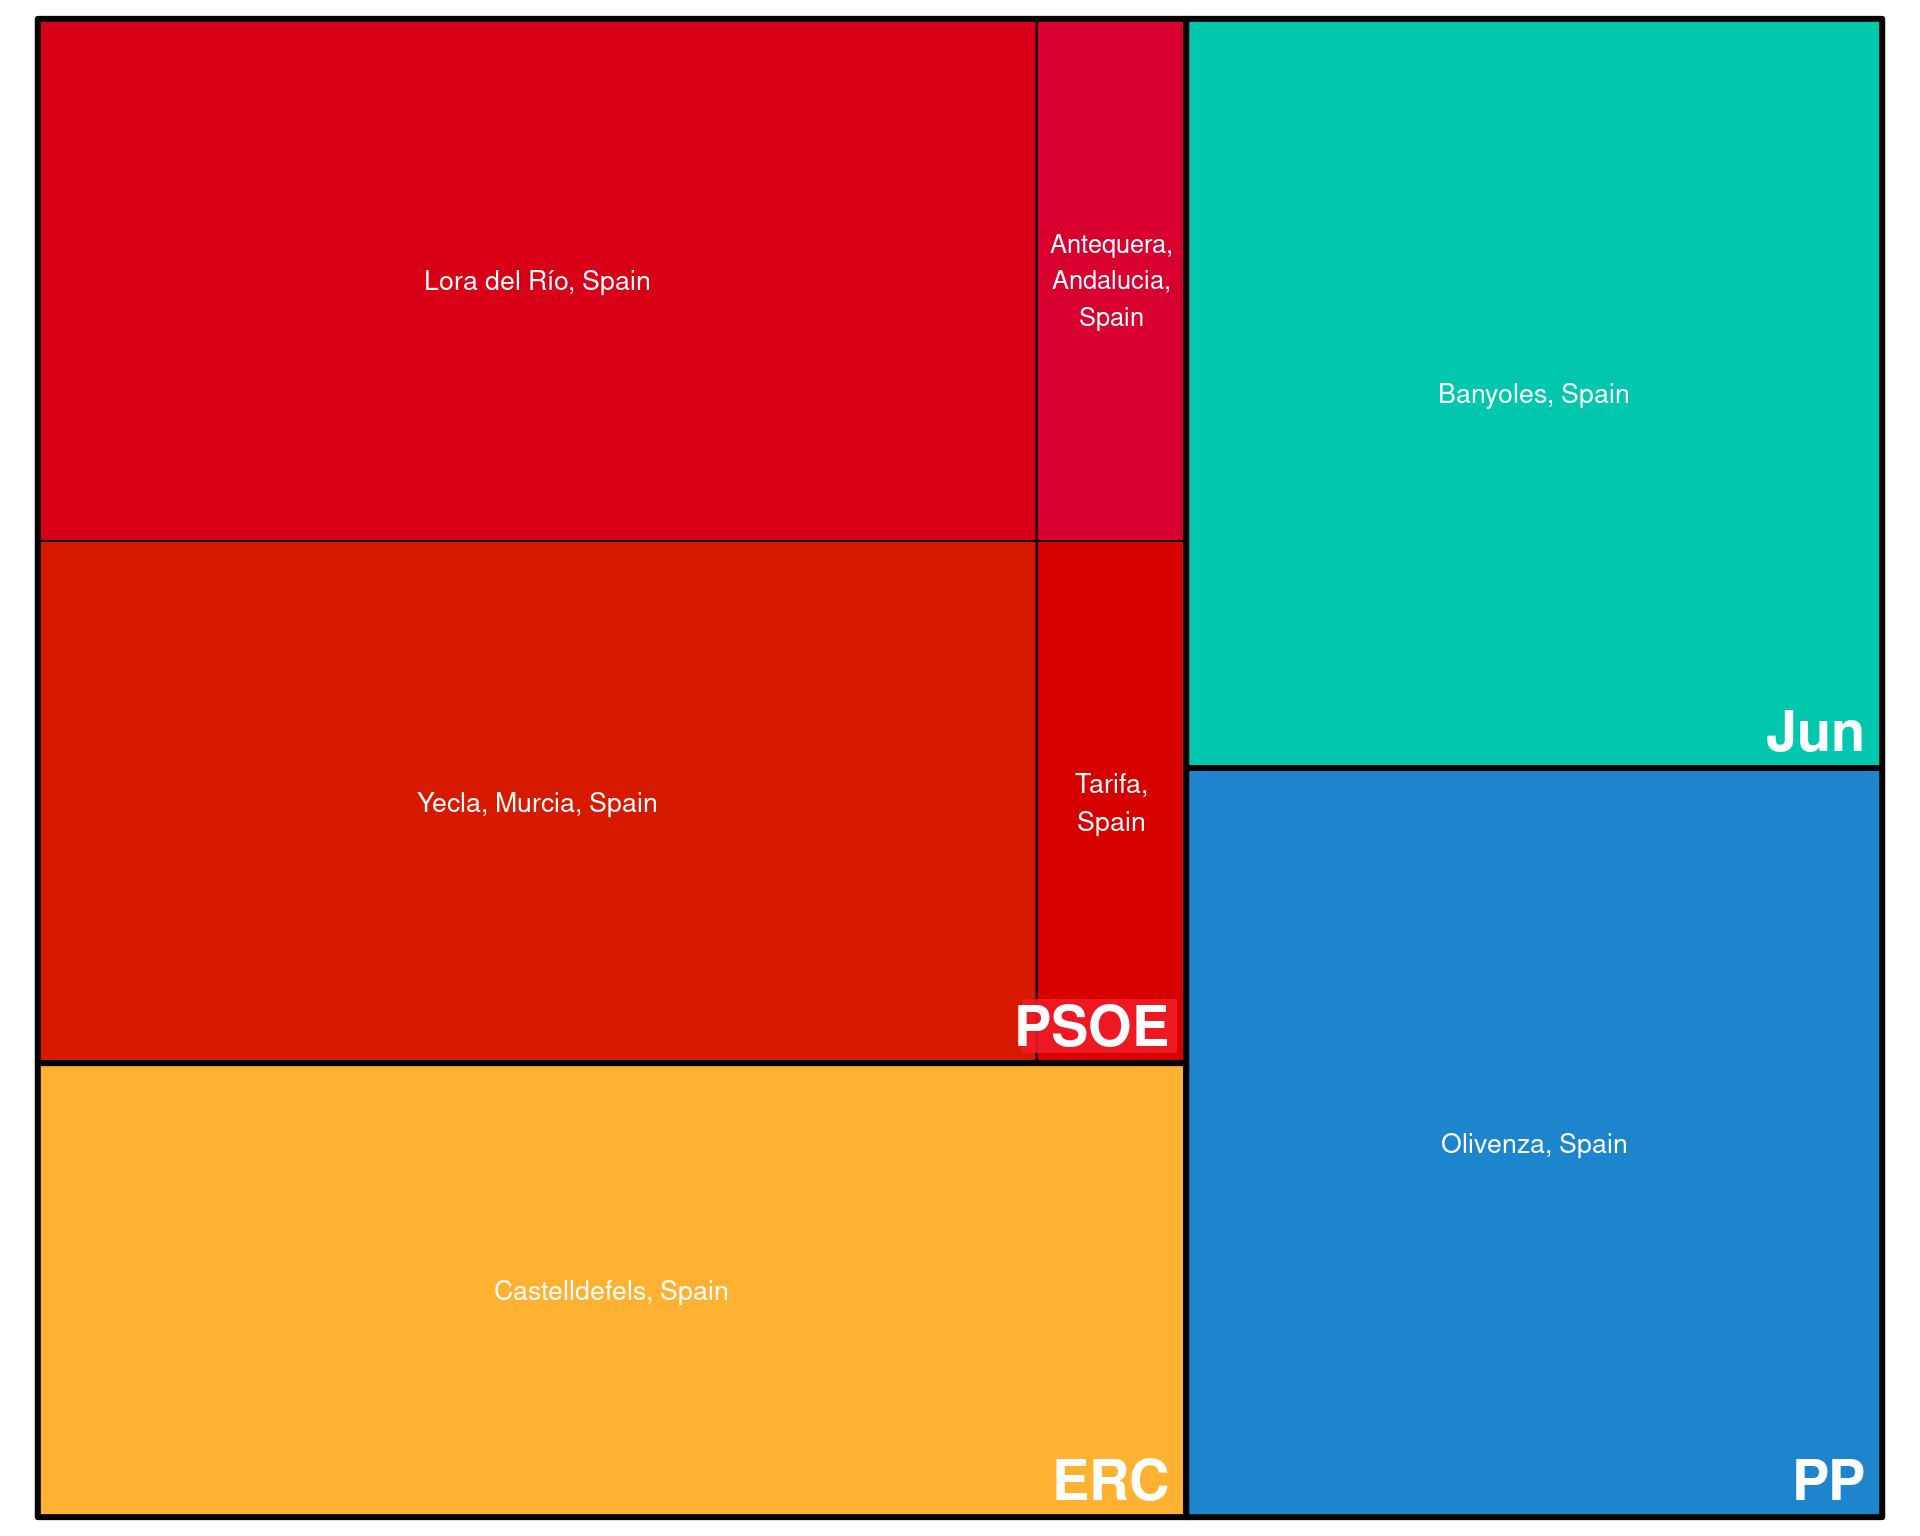 Lora del Río, Spain
Antequera,
Andalucia,
Spain
Yecla, Murcia, Spain
Tarifa,
Spain
PSOE
Castelldefels, Spain
ERC
Banyoles, Spain
Jun
Olivenza, Spain
PP